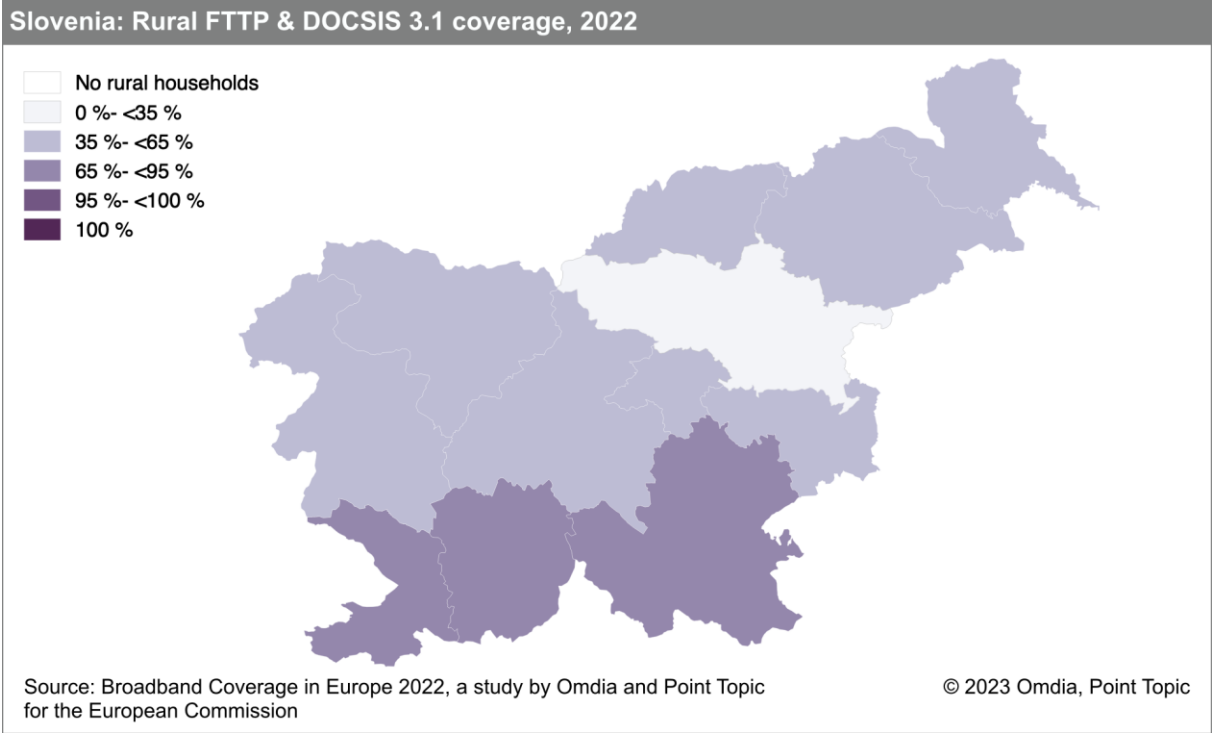 Slovenia: Rural FTTP & DOCSIS 3.1 coverage, 2022
No rural households
0 %- <35 %
35 %- <65 %
65 %- <95 %
95 %- <100 %
100 %
Source: Broadband Coverage in Europe 2022, a study by Omdia and Point Topic
for the European Commission
© 2023 Omdia, Point Topic